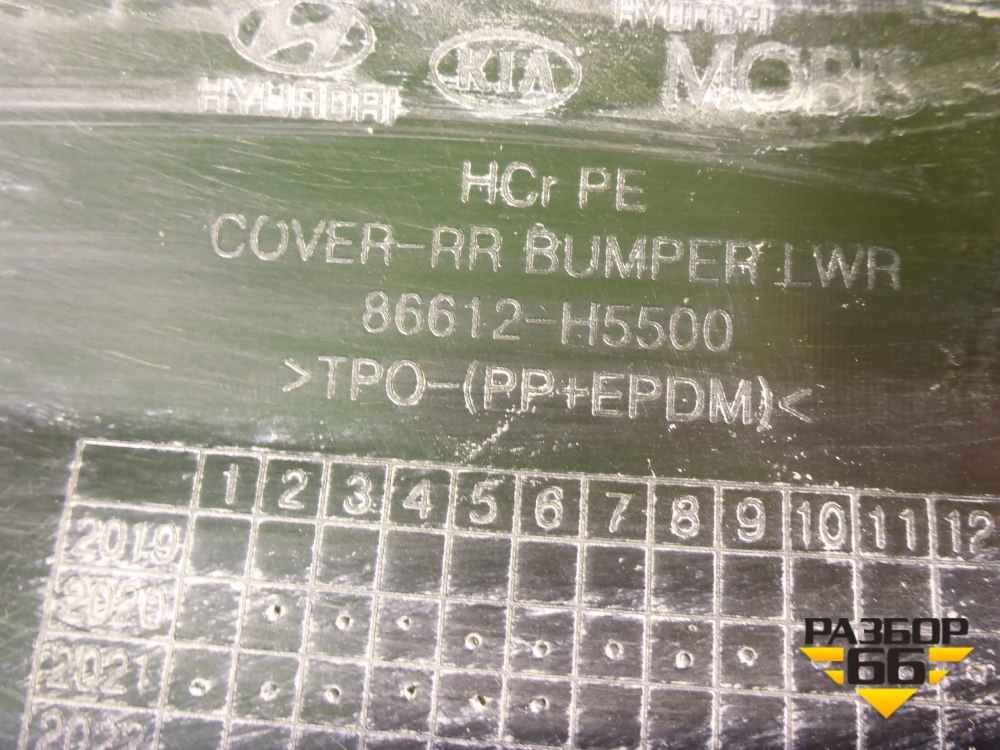 HYUNDAI
HYUNDAI KIA MOBIS
HCr PE
COVER-RR BUMPER LWR
86612-H5500
>TPO-(PP+EPDM)<
1 2 3 4 5 6 7 8 9 10 11 12
2019
2020
2021
2022
РАЗБОР
66